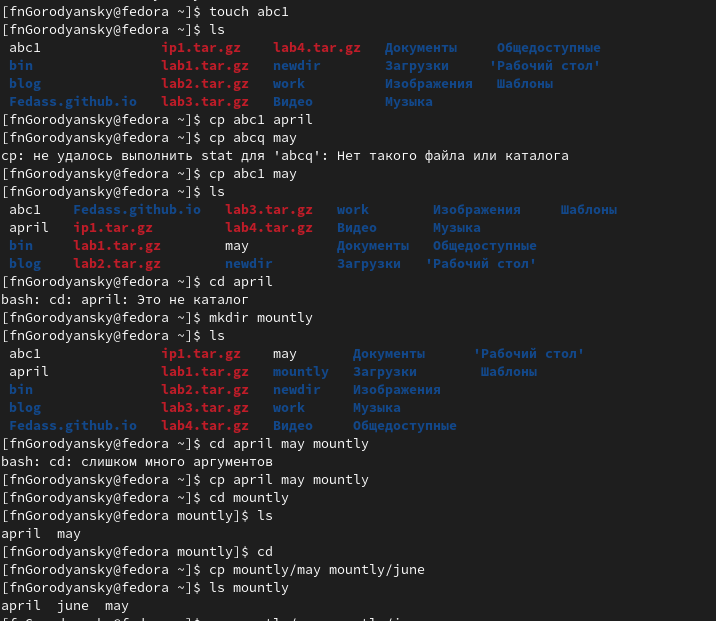 [fnGorodyansky@fedora ~]$ touch abc1
[fnGorodyansky@fedora ~]$ ls
abc1 ip1.tar.gz lab4.tar.gz Документы Общедоступные
bin lab1.tar.gz newdir Загрузки 'Рабочий стол'
blog lab2.tar.gz work Изображения Шаблоны
Fedass.github.io lab3.tar.gz Видео Музыка
[fnGorodyansky@fedora ~]$ cp abc1 april
[fnGorodyansky@fedora ~]$ cp abcq may
cp: не удалось выполнить stat для 'abcq': Нет такого файла или каталога
[fnGorodyansky@fedora ~]$ cp abc1 may
[fnGorodyansky@fedora ~]$ ls
abc1 Fedass.github.io lab3.tar.gz work Изображения Шаблоны
april ip1.tar.gz lab4.tar.gz Видео Музыка
bin lab1.tar.gz may Документы Общедоступные
blog lab2.tar.gz newdir Загрузки 'Рабочий стол'
[fnGorodyansky@fedora ~]$ cd april
bash: cd: april: Это не каталог
[fnGorodyansky@fedora ~]$ mkdir mountly
[fnGorodyansky@fedora ~]$ ls
abc1 ip1.tar.gz may Документы 'Рабочий стол'
april lab1.tar.gz mountly Загрузки Шаблоны
bin lab2.tar.gz newdir Изображения
blog lab3.tar.gz work Музыка
Fedass.github.io lab4.tar.gz Видео Общедоступные
[fnGorodyansky@fedora ~]$ cd april may mountly
bash: cd: слишком много аргументов
[fnGorodyansky@fedora ~]$ cp april may mountly
[fnGorodyansky@fedora ~]$ cd mountly
[fnGorodyansky@fedora mountly]$ ls
april may
[fnGorodyansky@fedora mountly]$ cd
[fnGorodyansky@fedora ~]$ cp mountly/may mountly/june
[fnGorodyansky@fedora ~]$ ls mountly
april june may